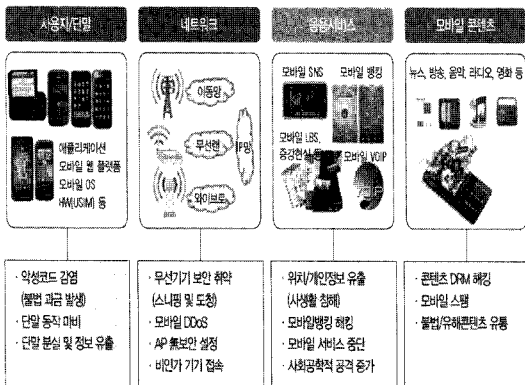 사용자/단말
애플리케이션
모바일 웹 플랫폼
모바일 OS
HW(USIM) 등
· 악성코드 감염
(불법 과금 발생)
· 단말 동작 마비
· 단말 분실 및 정보 유출
네트워크
이동망
무선랜
IP망
와이브로
· 무선기기 보안 취약
(스니핑 및 도청)
· 모바일 DDoS
· AP 無보안 설정
· 비인가 기기 접속
응용서비스
모바일 SNS
모바일 뱅킹
모바일 LBS,
증강현실 등
모바일 VOIP
· 위치/개인정보 유출
(사생활 침해)
· 모바일뱅킹 해킹
· 모바일 서비스 중단
· 사회공학적 공격 증가
모바일 콘텐츠
뉴스, 방송, 음악, 라디오, 영화 등
· 콘텐츠 DRM 해킹
· 모바일 스팸
· 불법/유해콘텐츠 유통